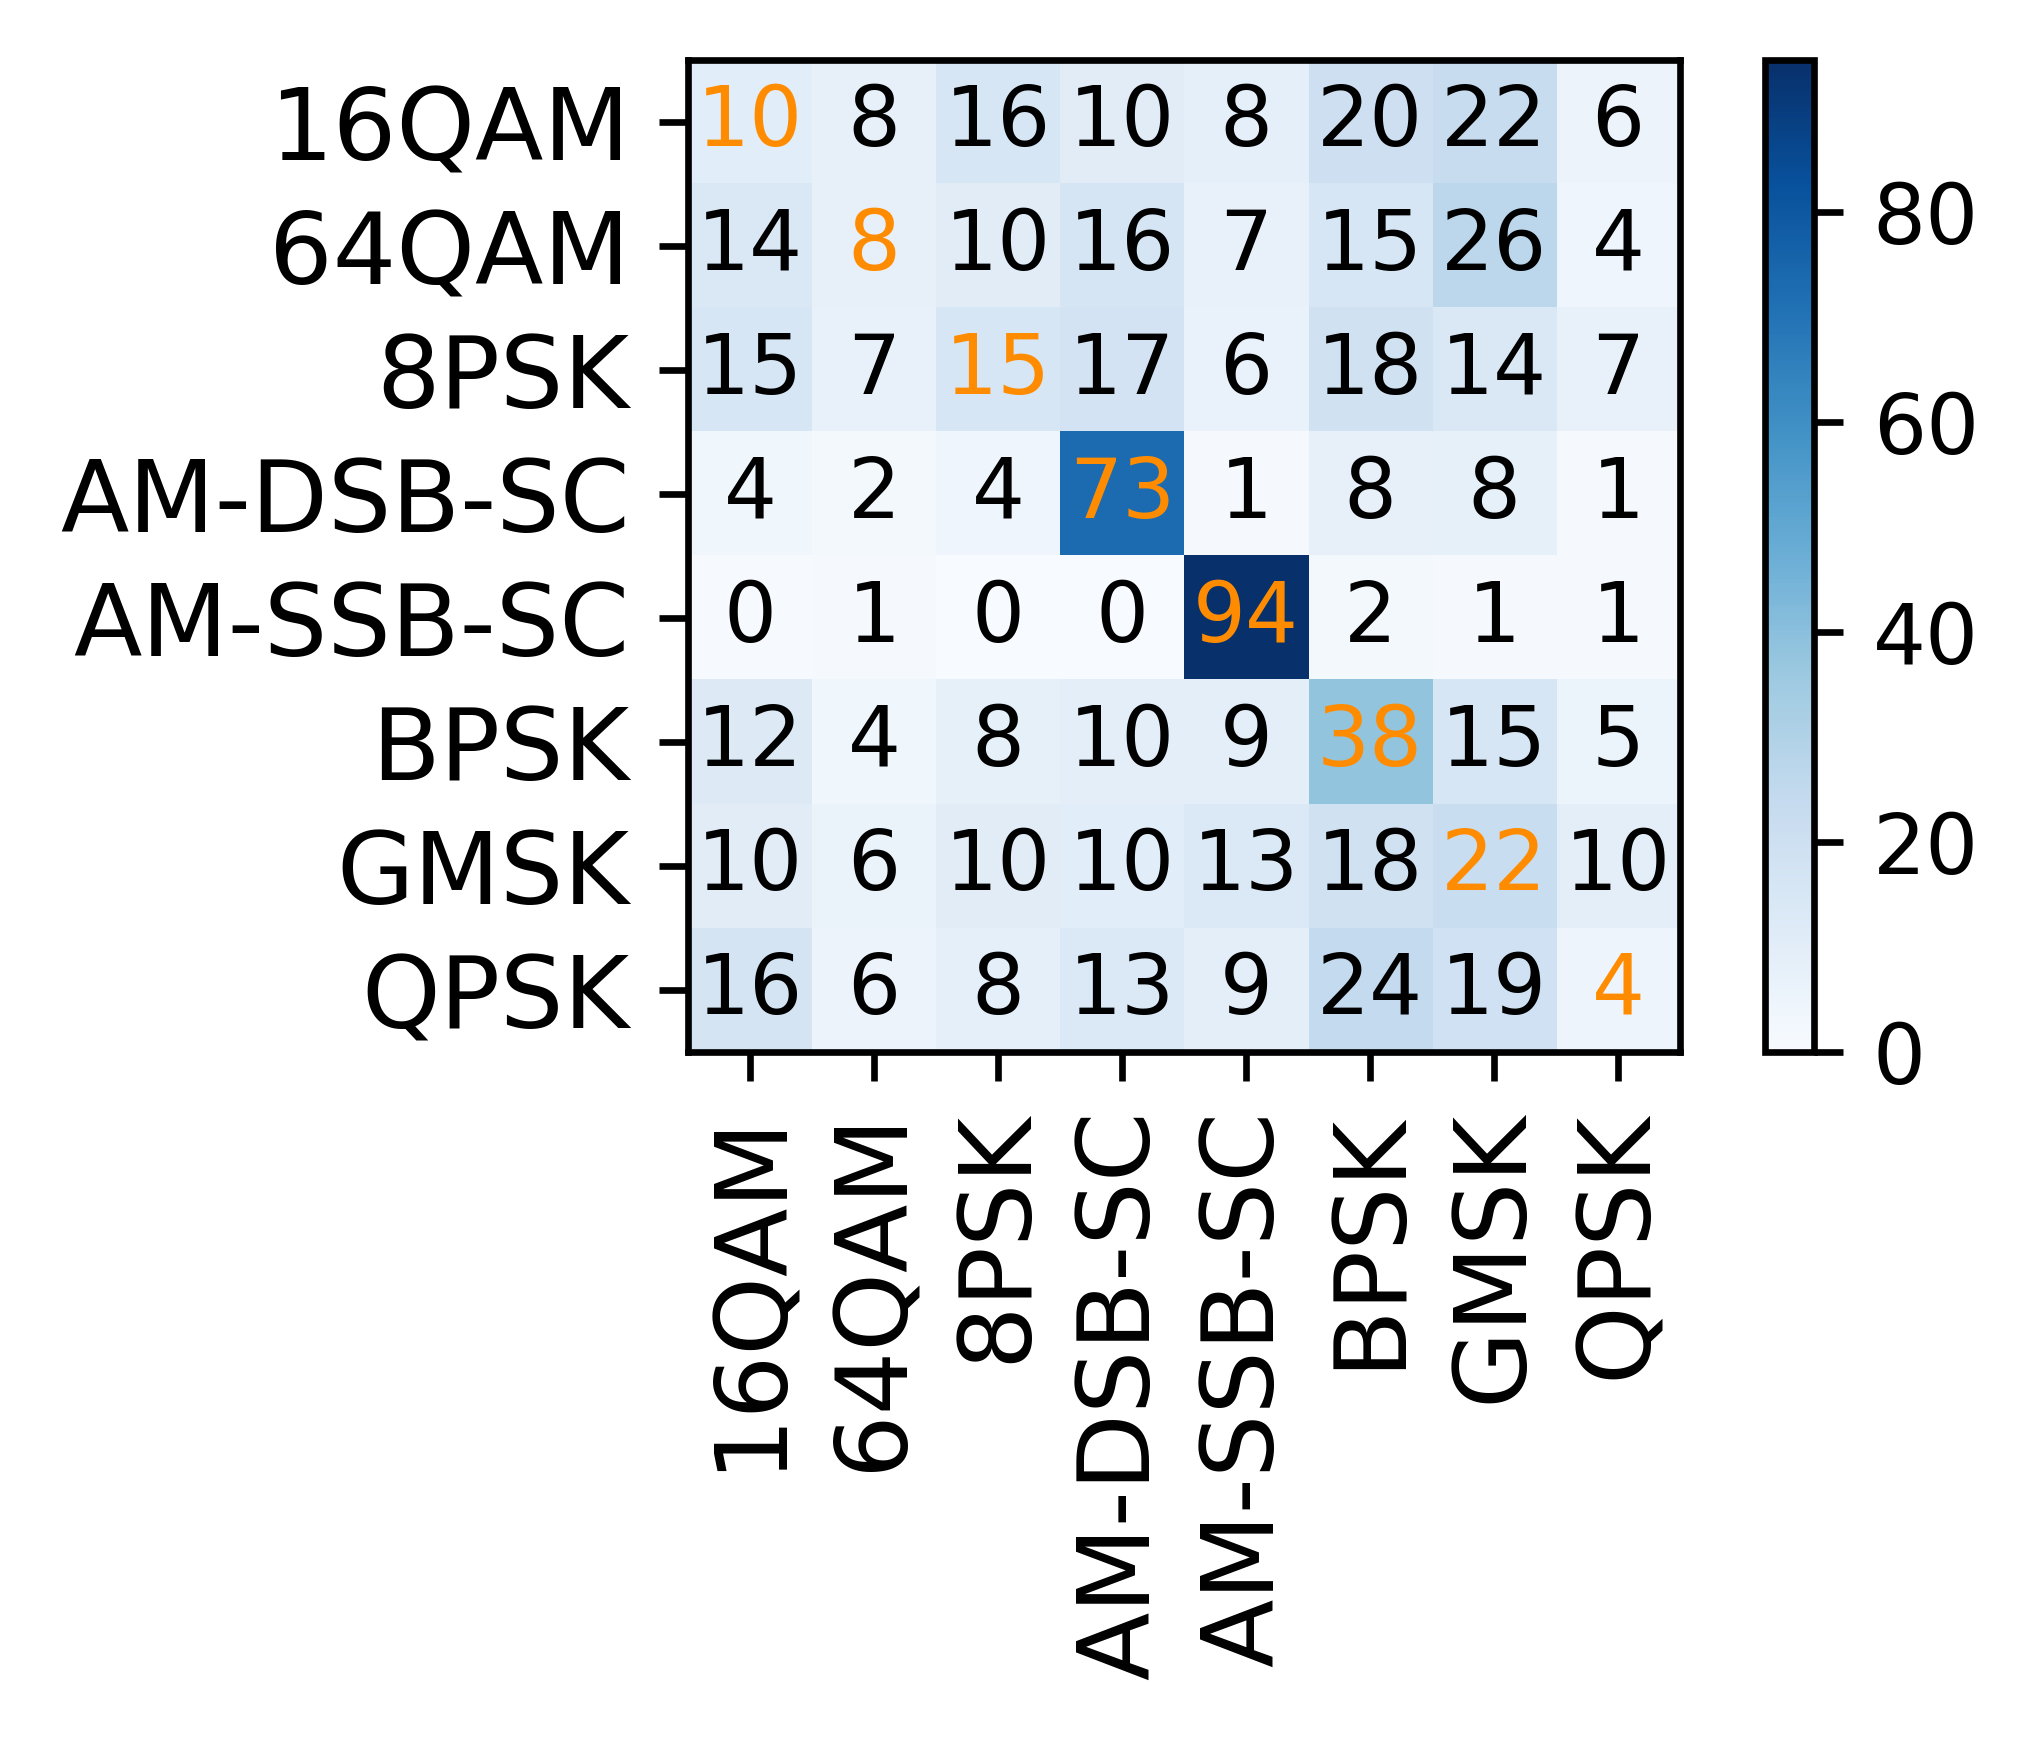 16QAM 10 8 16 10 8 20 22 6
64QAM 14 8 10 16 7 15 26 4
8PSK 15 7 15 17 6 18 14 7
AM-DSB-SC 4 2 4 73 1 8 8 1
AM-SSB-SC 0 1 0 0 94 2 1 1
BPSK 12 4 8 10 9 38 15 5
GMSK 10 6 10 10 13 18 22 10
QPSK 16 6 8 13 9 24 19 4
16QAM
64QAM
8PSK
AM-DSB-SC
AM-SSB-SC
BPSK
GMSK
QPSK
80
60
40
20
0